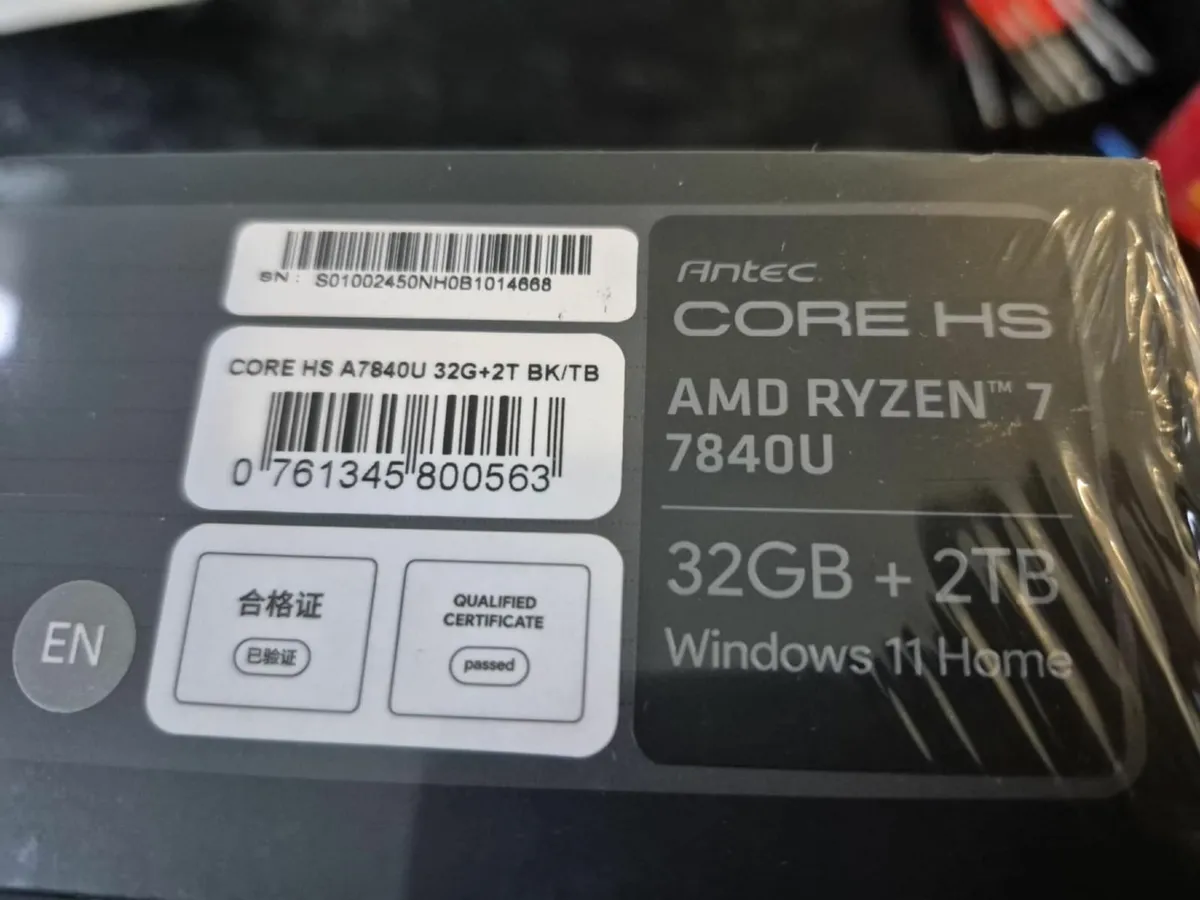 SN: S01002450NH0B1014668
CORE HS A7840U 32G+2T BK/TB
0 761345 800563
合格证
已验证
QUALIFIED
CERTIFICATE
passed
EN
Antec
CORE HS
AMD RYZEN™ 7
7840U
32GB + 2TB
Windows 11 Home